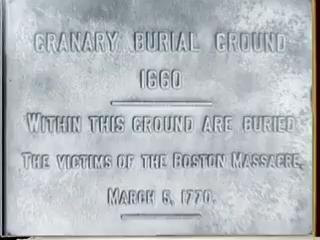 GRANARY BURIAL GROUND
1660
WITHIN THIS GROUND ARE BURIED
THE VICTIMS OF THE BOSTON MASSACRE,
MARCH 5, 1770.